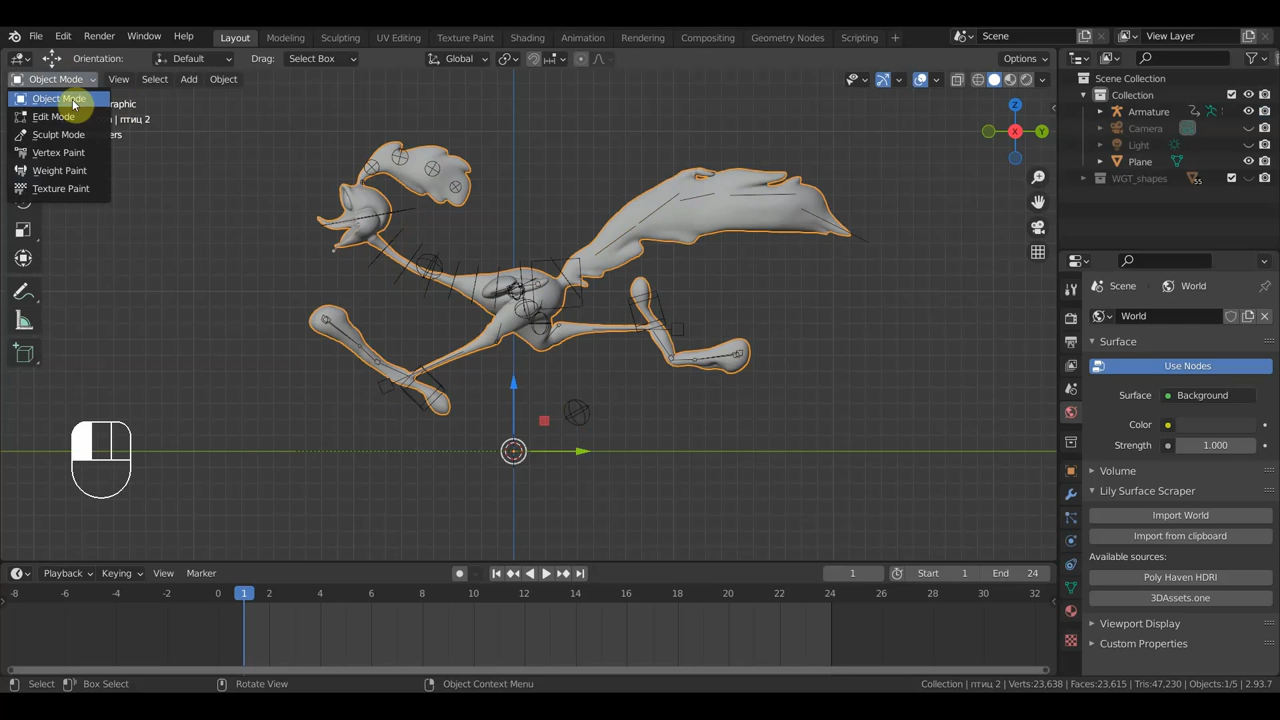 File Edit Render Window Help Layout Modeling Sculpting UV Editing Texture Paint Shading Animation Rendering Compositing Geometry Nodes Scripting + Scene View Layer
Orientation: Default Drag: Select Box Global Options
Object Mode View Select Add Object
Object Mode
Edit Mode
Sculpt Mode
Vertex Paint
Weight Paint
Texture Paint
| птиц 2
X
Y
Z
Scene Collection
Collection
Armature
Camera
Light
Plane
WGT_shapes 55
Scene World
World
Surface
Use Nodes
Surface Background
Color
Strength 1.000
Volume
Lily Surface Scraper
Import World
Import from clipboard
Available sources:
Poly Haven HDRI
3DAssets.one
Viewport Display
Custom Properties
Playback Keying View Marker 1 Start 1 End 24
-8 -6 -4 -2 0 1 2 4 6 8 10 12 14 16 18 20 22 24 26 28 30 32
Select Box Select Rotate View Object Context Menu Collection | птиц 2 | Verts:23,638 | Faces:23,615 | Tris:47,230 | Objects:1/5 | 2.93.7